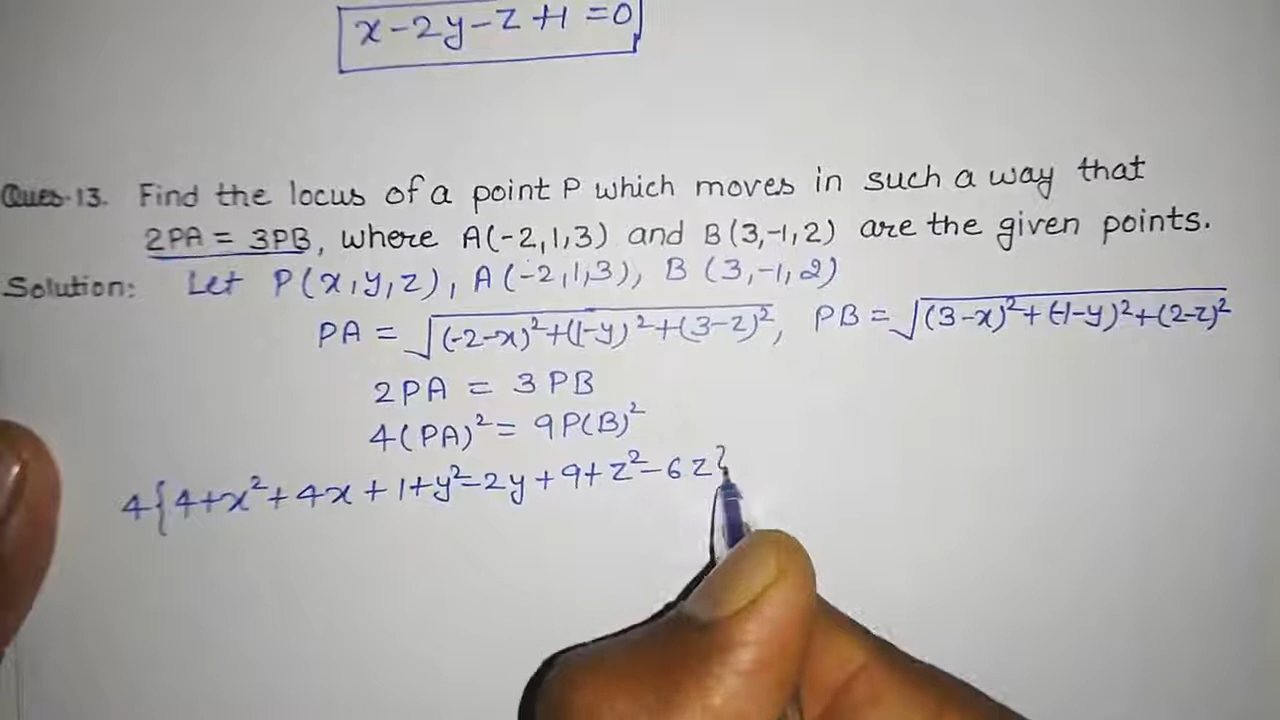 x-2y-z+1=0
Ques-13. Find the locus of a point P which moves in such a way that
2PA = 3PB, where A(-2,1,3) and B(3,-1,2) are the given points.
Solution: Let P(x,y,z), A(-2,1,3), B(3,-1,2)
PA = √(-2-x)²+(1-y)²+(3-z)², PB = √(3-x)²+(-1-y)²+(2-z)²
2PA = 3PB
4(PA)² = 9P(B)²
4{4+x²+4x+1+y²-2y+9+z²-6z}